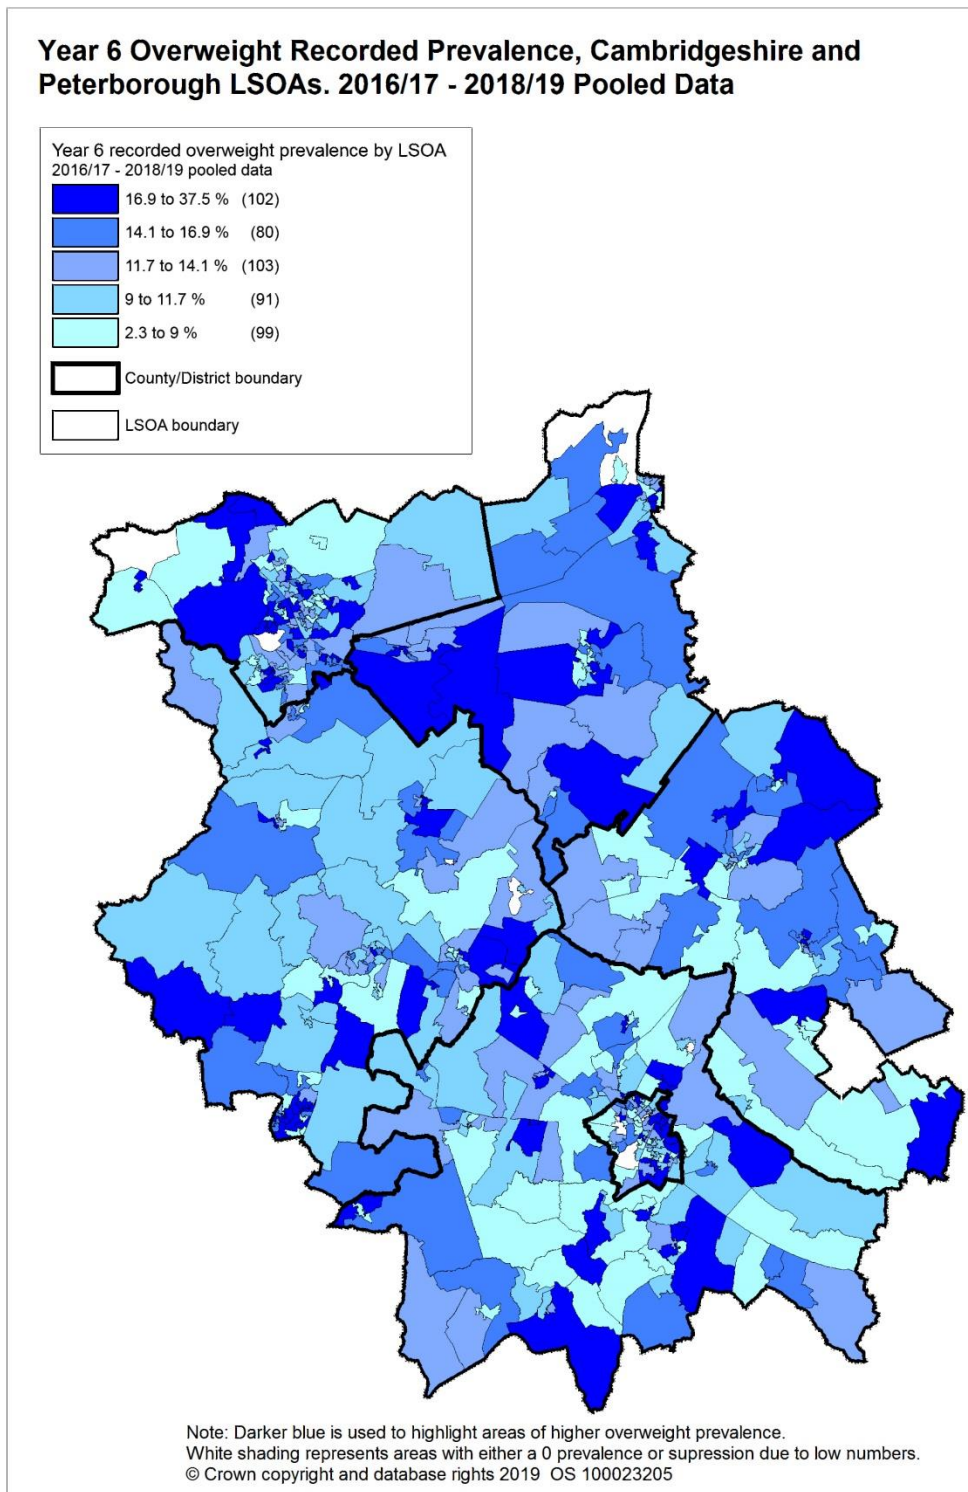 Year 6 Overweight Recorded Prevalence, Cambridgeshire and
Peterborough LSOAs. 2016/17 - 2018/19 Pooled Data
Year 6 recorded overweight prevalence by LSOA
2016/17 - 2018/19 pooled data
16.9 to 37.5 % (102)
14.1 to 16.9 % (80)
11.7 to 14.1 % (103)
9 to 11.7 % (91)
2.3 to 9 % (99)
County/District boundary
LSOA boundary
Note: Darker blue is used to highlight areas of higher overweight prevalence.
White shading represents areas with either a 0 prevalence or supression due to low numbers.
© Crown copyright and database rights 2019 OS 100023205